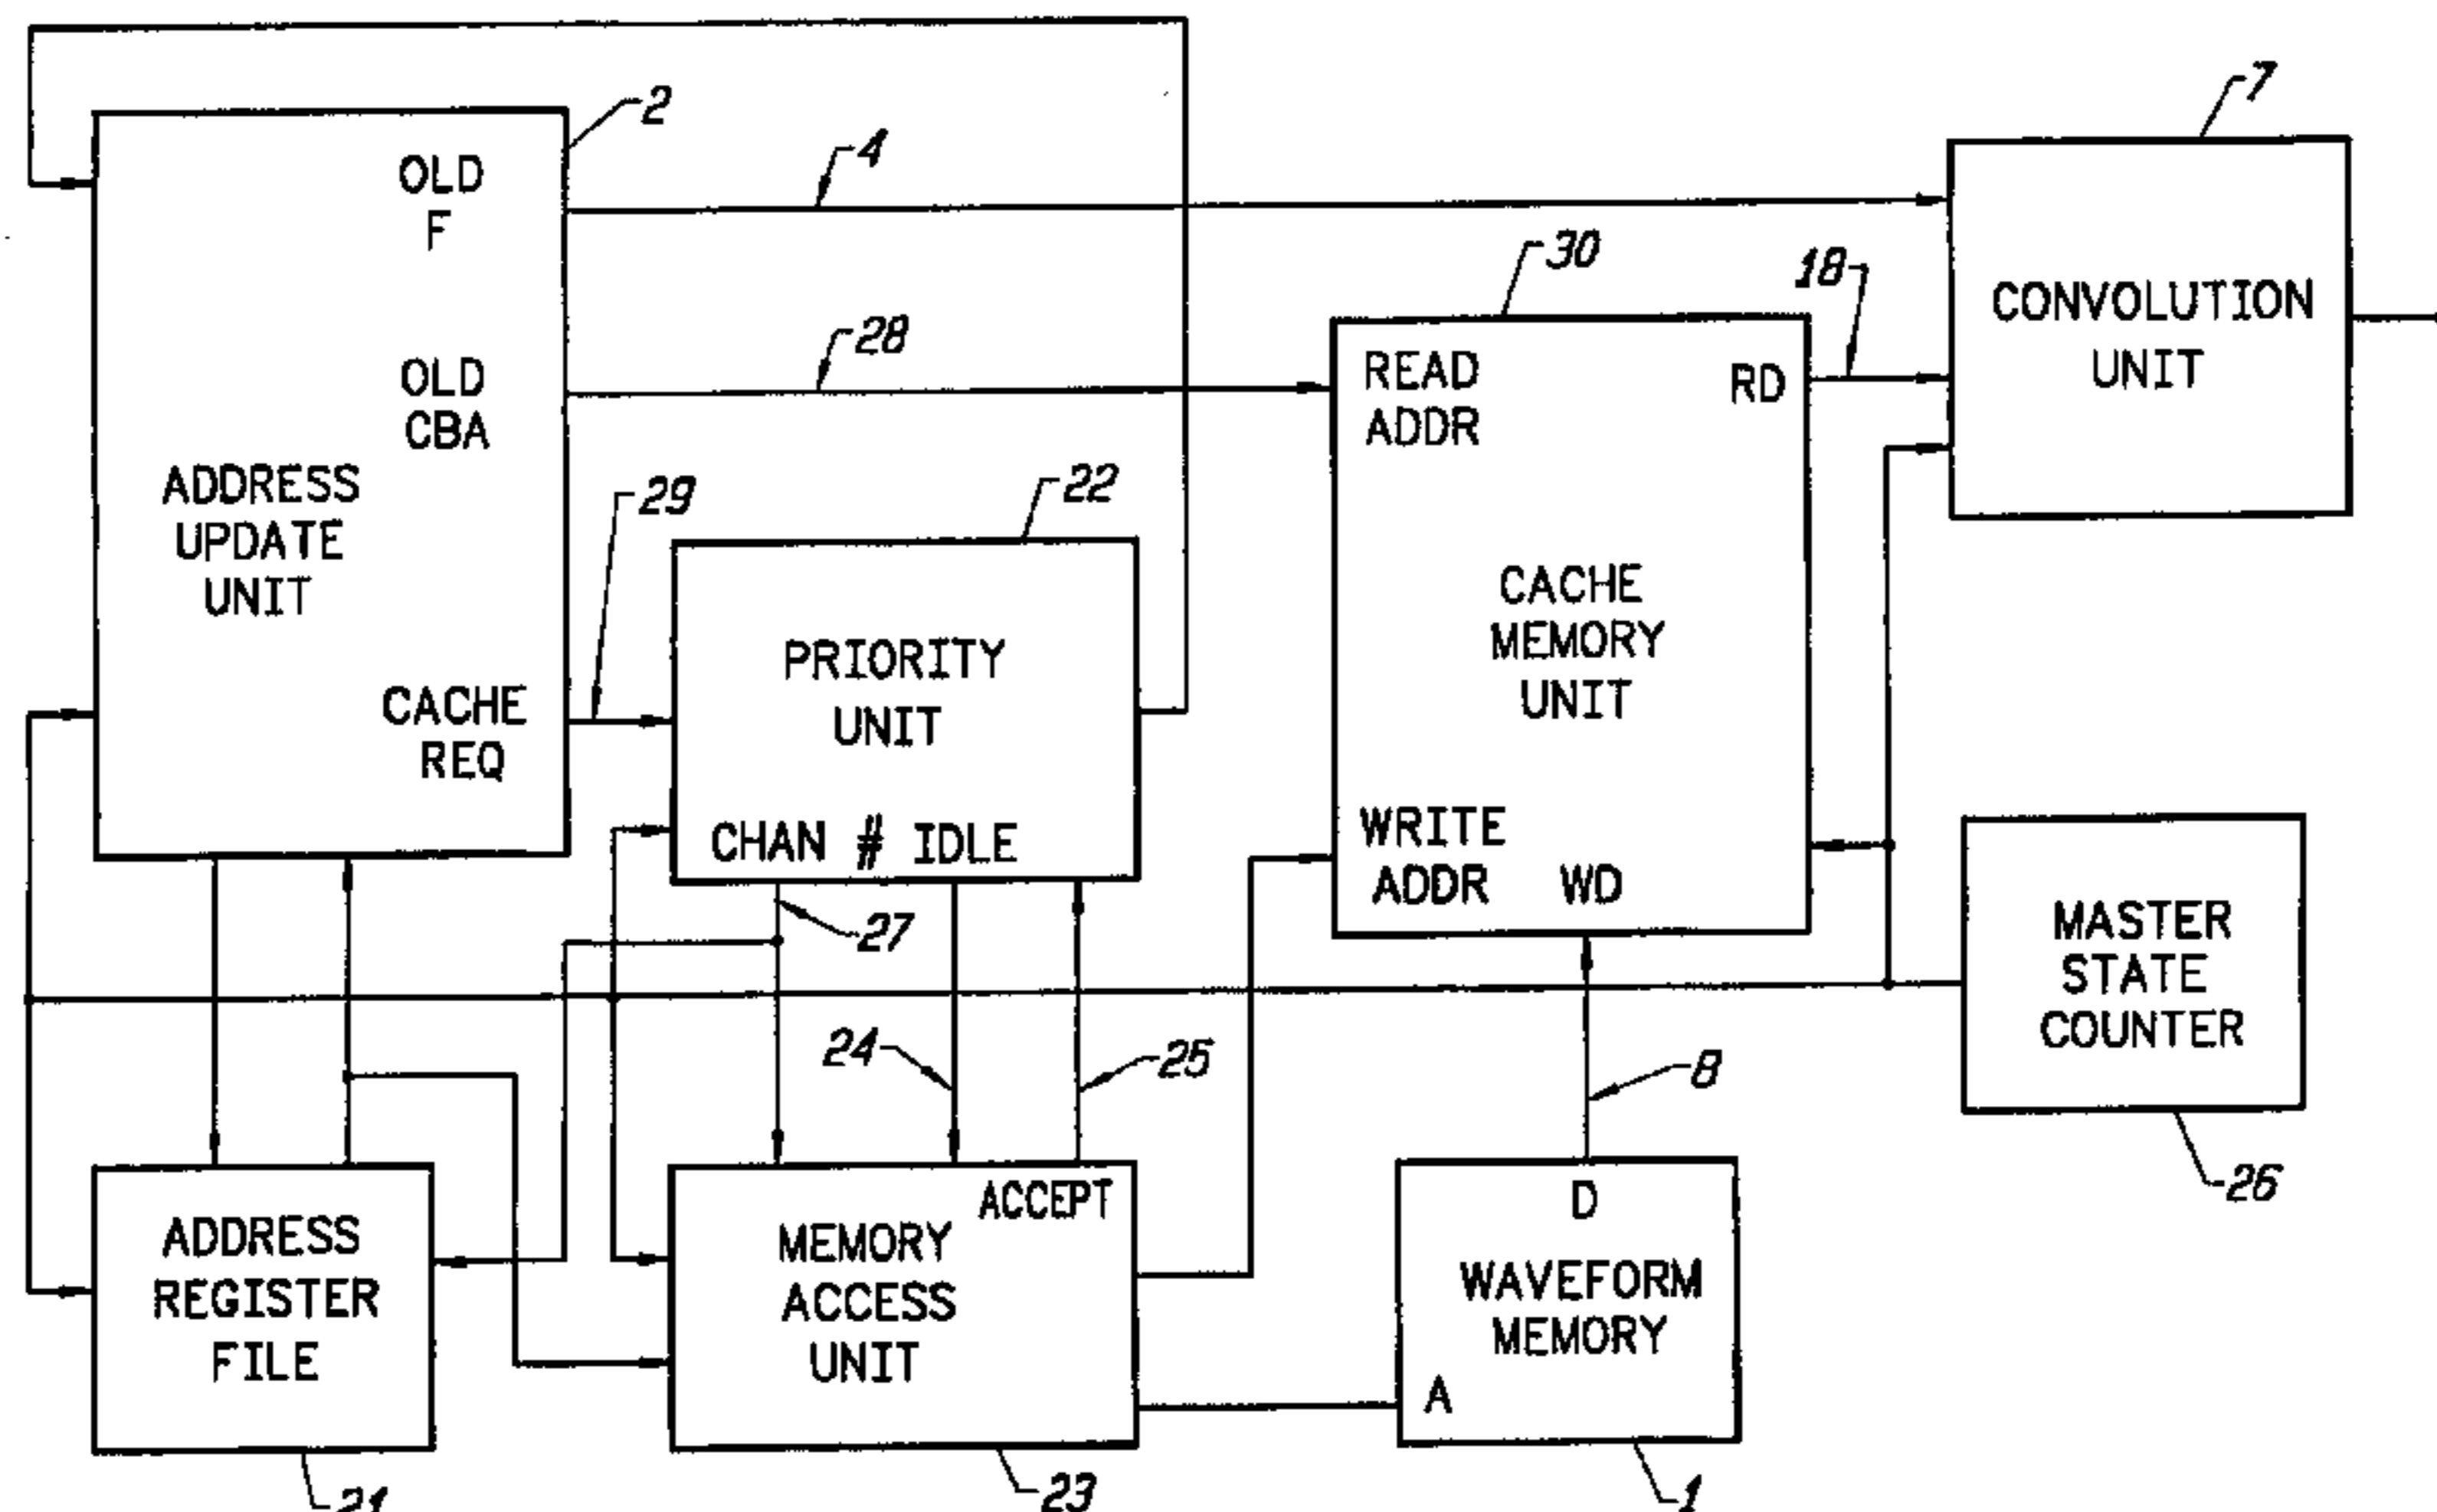 2
OLD
F
4
7
CONVOLUTION
UNIT
30
18
28
OLD
CBA
READ
ADDR
RD
ADDRESS
UPDATE
UNIT
29
22
CACHE
REQ
PRIORITY
UNIT
CHAN # IDLE
CACHE
MEMORY
UNIT
WRITE
ADDR WD
27
MASTER
STATE
COUNTER
24
25
8
26
ADDRESS
REGISTER
FILE
21
ACCEPT
MEMORY
ACCESS
UNIT
23
D
WAVEFORM
MEMORY
A
1